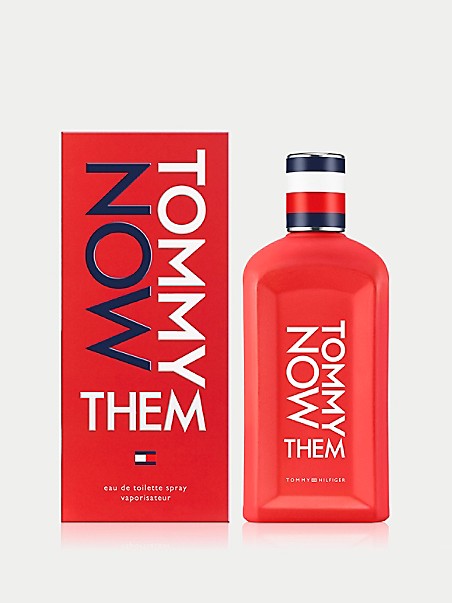 TOMMY
NOW
THEM
eau de toilette spray
vaporisateur
TOMMY
NOW
THEM
TOMMY HILFIGER